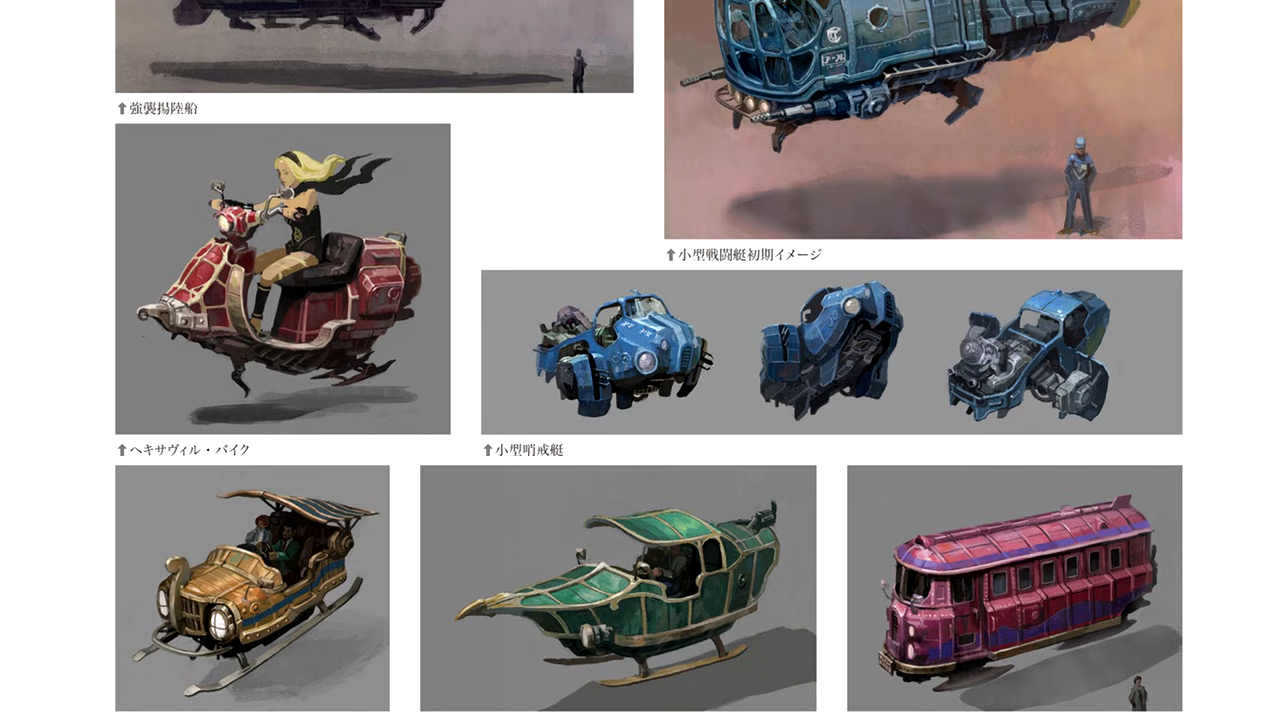 ⬆強襲揚陸船
⬆小型戦闘艇初期イメージ
⬆ヘキサヴィル・バイク
⬆小型哨戒艇